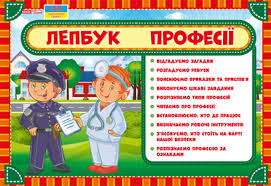 ЛЕПБУК ПРОФЕСІЇ
ВІДГАДУЄМО ЗАГАДКИ
РОЗГАДУЄМО РЕБУСИ
ПОЯСНЮЄМО ПРИКАЗКИ ТА ПРИСЛІВ'Я
ВИКОНУЄМО ЦІКАВІ ЗАВДАННЯ
РОЗПІЗНАЄМО ТИПИ ПРОФЕСІЙ
ЧИТАЄМО ПРО ПРОФЕСІЇ
ВСТАНОВЛЮЄМО, ХТО ДЕ ПРАЦЮЄ
ВИЗНАЧАЄМО РОБОЧІ ІНСТРУМЕНТИ
З'ЯСОВУЄМО, ХТО СТОЇТЬ НА ВАРТІ
НАШОЇ БЕЗПЕКИ
РОЗПІЗНАЄМО ПРОФЕСІЮ ЗА
ОЗНАКАМИ